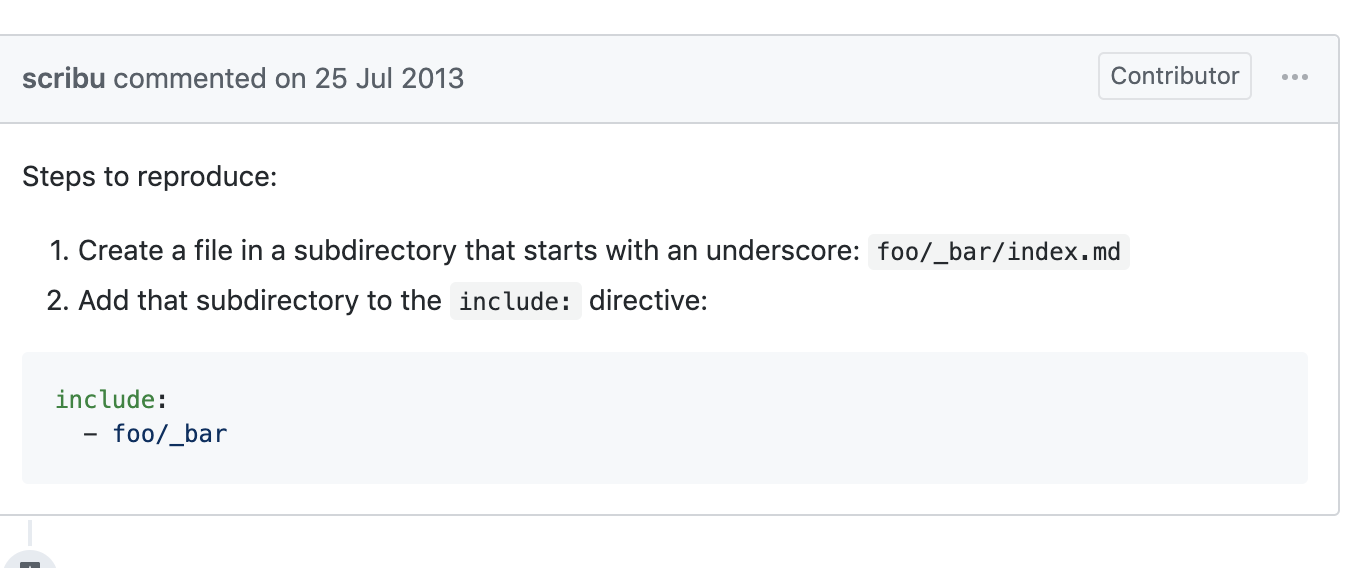 scribu commented on 25 Jul 2013
Contributor
Steps to reproduce:
1. Create a file in a subdirectory that starts with an underscore: foo/_bar/index.md
2. Add that subdirectory to the include: directive:
include:
  - foo/_bar